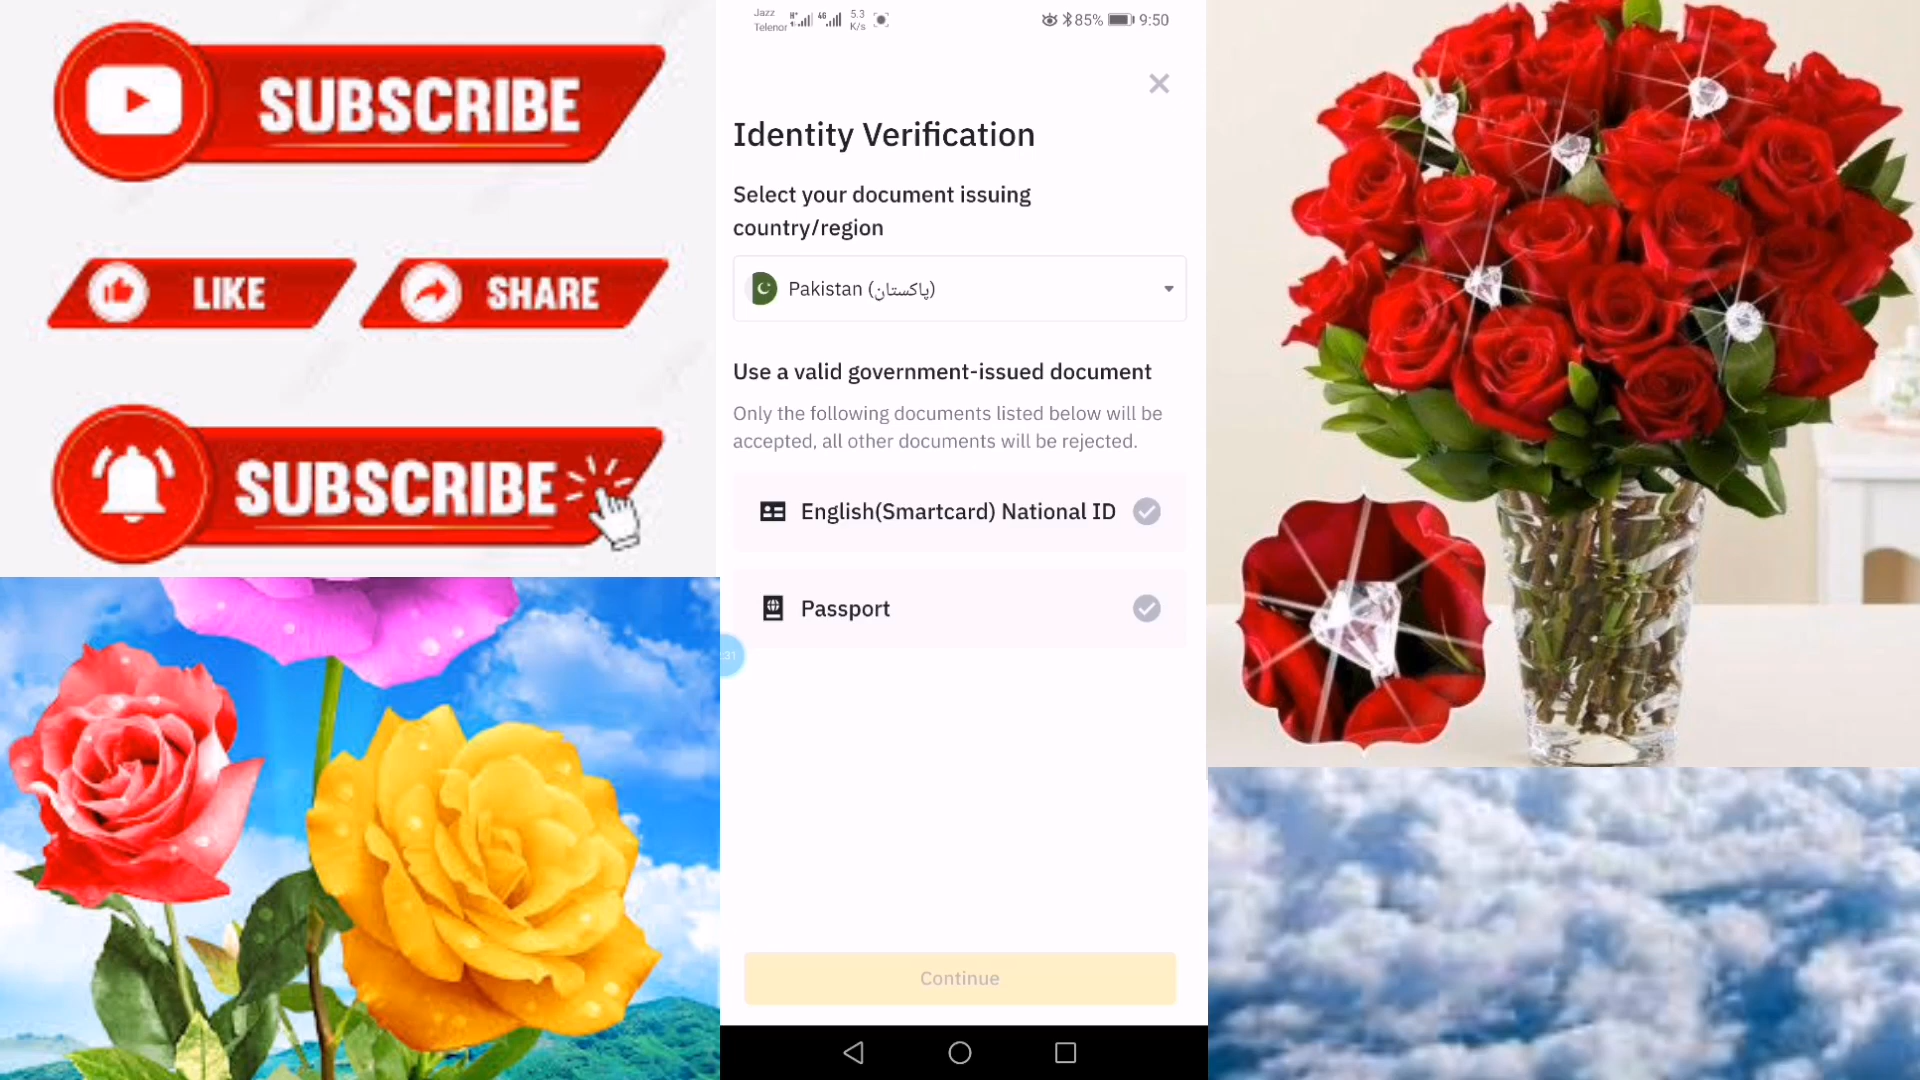 SUBSCRIBE
LIKE
SHARE
SUBSCRIBE
Jazz
Telenor
4G
5.3
K/s
85%
9:50
Identity Verification
Select your document issuing
country/region
Pakistan (پاکستان)
Use a valid government-issued document
Only the following documents listed below will be
accepted, all other documents will be rejected.
English(Smartcard) National ID
Passport
:31
Continue